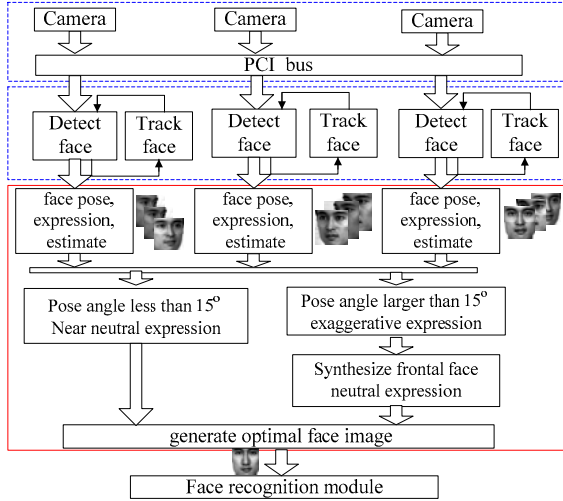 Camera
Camera
Camera
PCI bus
Detect
face
Track
face
Detect
face
Track
face
Detect
face
Track
face
face pose,
expression,
estimate
face pose,
expression,
estimate
face pose,
expression,
estimate
Pose angle less than 15°
Near neutral expression
Pose angle larger than 15°
exaggerative expression
Synthesize frontal face
neutral expression
generate optimal face image
Face recognition module